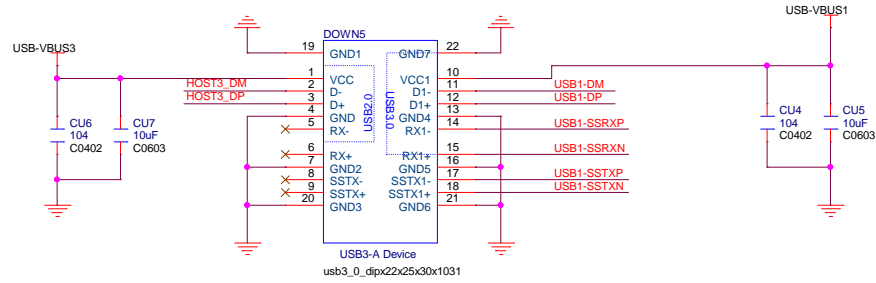 USB-VBUS1
DOWN5
USB-VBUS3
19 GND1 GND7 22
1 VCC VCC1 10
HOST3_DM 2 D- D1- 11 USB1-DM
HOST3_DP 3 D+ D1+ 12 USB1-DP
4 GND GND4 13
5 RX- RX1- 14 USB1-SSRXP
USB2.0
USB3.0
6 RX+ RX1+ 15 USB1-SSRXN
7 GND2 GND5 16
8 SSTX- SSTX1- 17 USB1-SSTXP
9 SSTX+ SSTX1+ 18 USB1-SSTXN
20 GND3 GND6 21
CU6
104
C0402
CU7
10uF
C0603
CU4
104
C0402
CU5
10uF
C0603
USB3-A Device
usb3_0_dipx22x25x30x1031